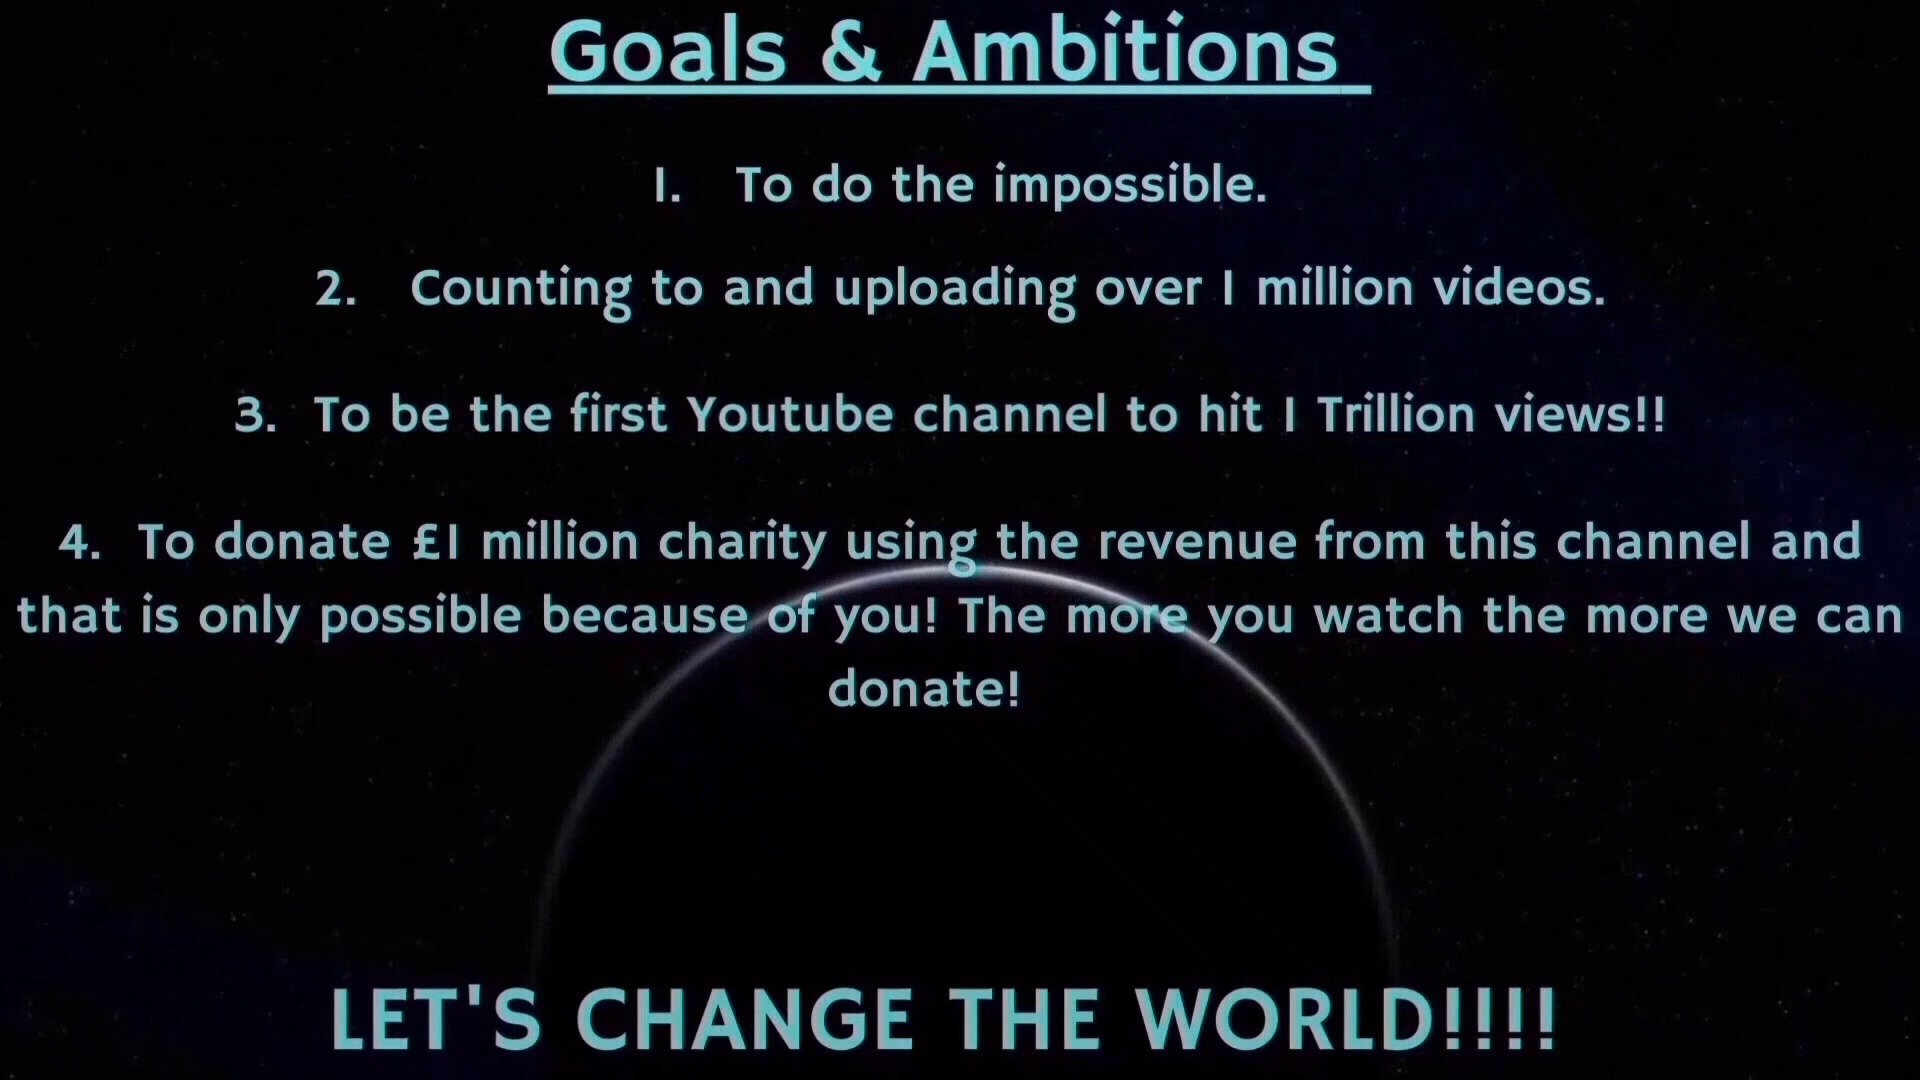 Goals & Ambitions
1. To do the impossible.
2. Counting to and uploading over 1 million videos.
3. To be the first Youtube channel to hit 1 Trillion views!!
4. To donate £1 million charity using the revenue from this channel and
that is only possible because of you! The more you watch the more we can
donate!
LET'S CHANGE THE WORLD!!!!